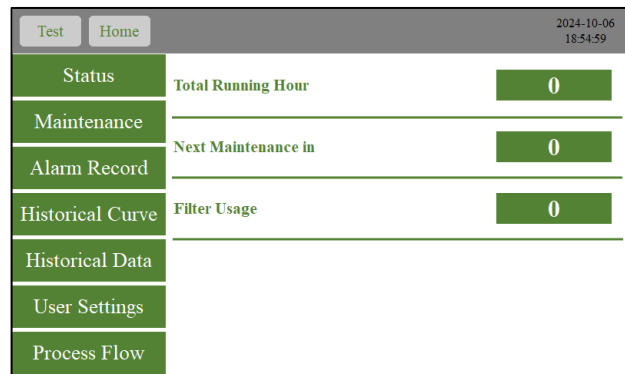 Test Home
2024-10-06
18:54:59
Status
Maintenance
Alarm Record
Historical Curve
Historical Data
User Settings
Process Flow
Total Running Hour 0
Next Maintenance in 0
Filter Usage 0